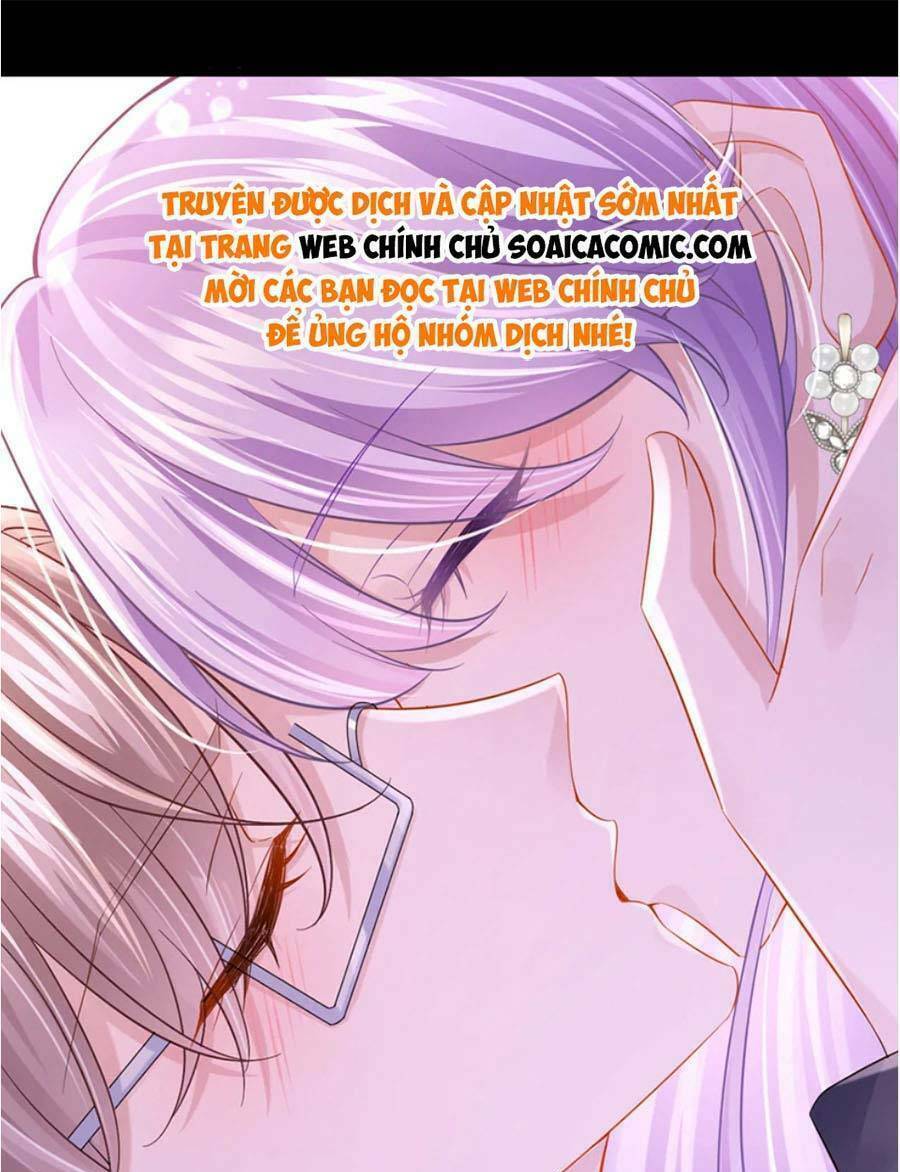 TRUYỆN ĐƯỢC DỊCH VÀ CẬP NHẬT SỚM NHẤT
TẠI TRANG WEB CHÍNH CHỦ SOAICACOMIC.COM
MỜI CÁC BẠN ĐỌC TẠI WEB CHÍNH CHỦ
ĐỂ ỦNG HỘ NHÓM DỊCH NHÉ!